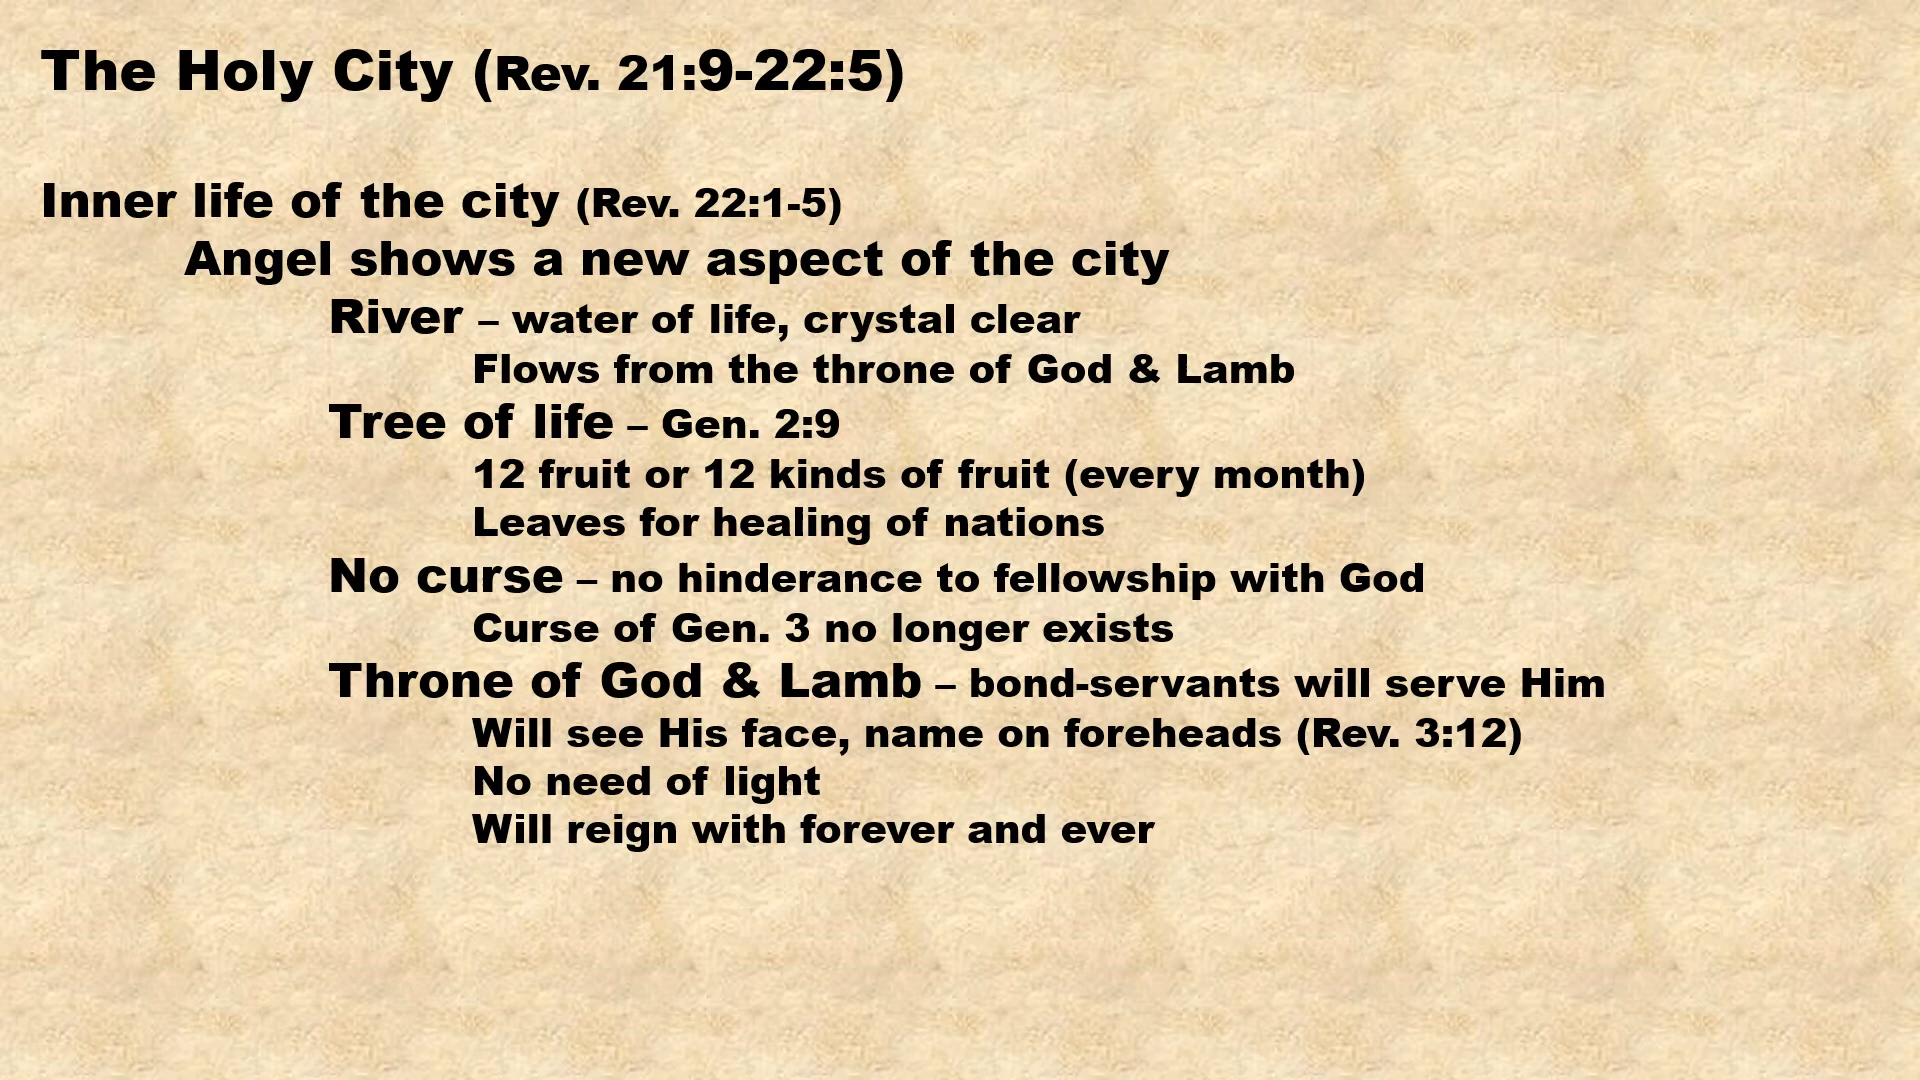 The Holy City (Rev. 21:9-22:5)
Inner life of the city (Rev. 22:1-5)
Angel shows a new aspect of the city
River – water of life, crystal clear
Flows from the throne of God & Lamb
Tree of life – Gen. 2:9
12 fruit or 12 kinds of fruit (every month)
Leaves for healing of nations
No curse – no hinderance to fellowship with God
Curse of Gen. 3 no longer exists
Throne of God & Lamb – bond-servants will serve Him
Will see His face, name on foreheads (Rev. 3:12)
No need of light
Will reign with forever and ever